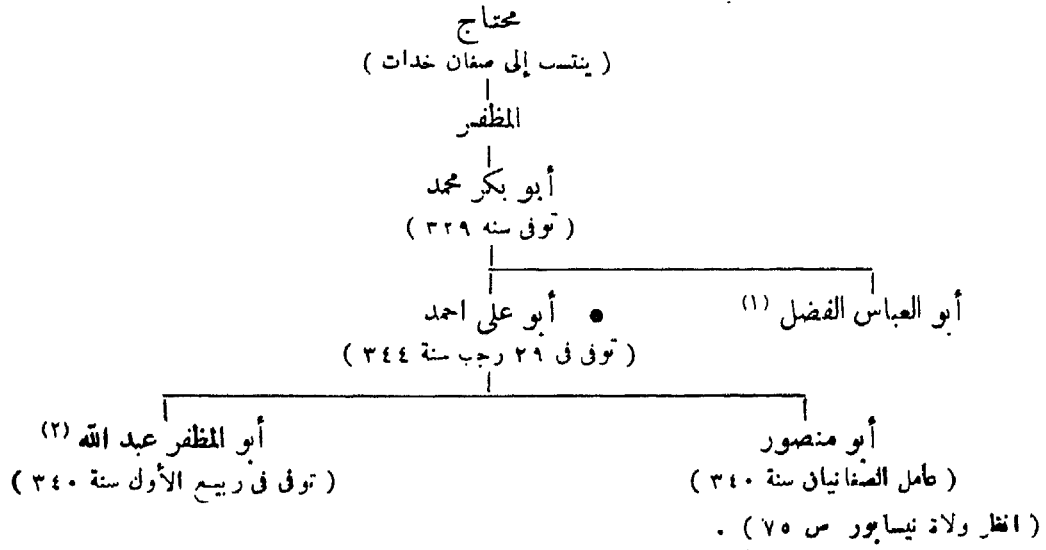 محتاج
( ينتسب إلى صغان خدات )
المظفر
أبو بكر محمد
( توفى سنه ٣٢٩ )
أبو العباس الفضل (١)
● أبو على احمد
( توفى فى ٢٩ رجب سنة ٣٤٤ )
أبو منصور
( عامل الصغانيان سنة ٣٤٠ )
( انظر ولاة نيسابور ص ٧٥ ) .
أبو المظفر عبد الله (٢)
( توفى فى ربيع الأول سنة ٣٤٠ )